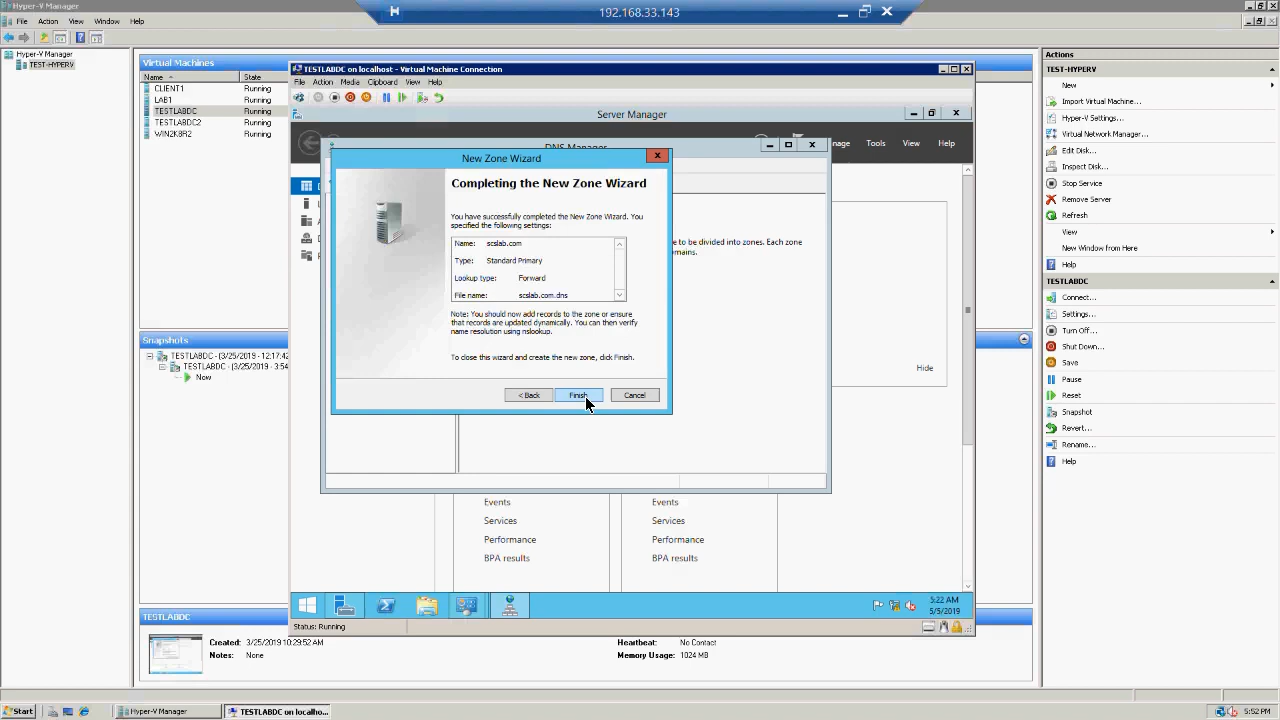 Hyper-V Manager
192.168.33.143
File Action View Window Help
Hyper-V Manager
TEST-HYPERV
Virtual Machines
Name State
CLIENT1 Running
LAB1 Running
TESTLABDC Running
TESTLABDC2 Running
WIN2K8R2 Running
Snapshots
TESTLABDC - (3/25/2019 - 12:17:42
TESTLABDC - (3/25/2019 - 3:54
Now
TESTLABDC on localhost - Virtual Machine Connection
File Action Media Clipboard View Help
Server Manager
Tools View Help
DNS Manager
New Zone Wizard
Completing the New Zone Wizard
You have successfully completed the New Zone Wizard. You
specified the following settings:
Name: scslab.com
Type: Standard Primary
Lookup type: Forward
File name: scslab.com.dns
Note: You should now add records to the zone or ensure
that records are updated dynamically. You can then verify
name resolution using nslookup.
To close this wizard and create the new zone, click Finish.
< Back Finish Cancel
e to be divided into zones. Each zone
mains.
Hide
Events Events
Services Services
Performance Performance
BPA results BPA results
5:22 AM
5/5/2019
Status: Running
TESTLABDC
Created: 3/25/2019 10:29:52 AM
Notes: None
Heartbeat: No Contact
Memory Usage: 1024 MB
Actions
TEST-HYPERV
New
Import Virtual Machine...
Hyper-V Settings...
Virtual Network Manager...
Edit Disk...
Inspect Disk...
Stop Service
Remove Server
Refresh
View
New Window from Here
Help
TESTLABDC
Connect...
Settings...
Turn Off...
Shut Down...
Save
Pause
Reset
Snapshot
Revert...
Rename...
Help
Start
Hyper-V Manager
TESTLABDC on localho...
5:52 PM